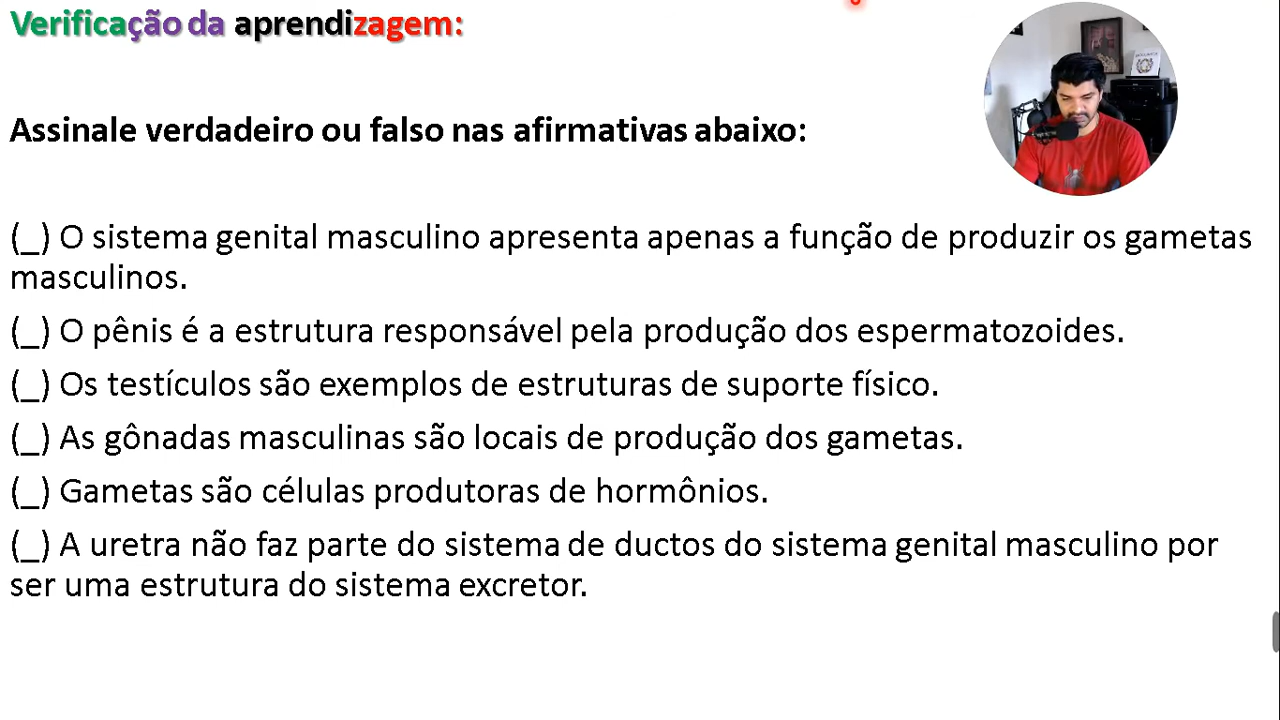 Verificação da aprendizagem:
Assinale verdadeiro ou falso nas afirmativas abaixo:
(_) O sistema genital masculino apresenta apenas a função de produzir os gametas
masculinos.
(_) O pênis é a estrutura responsável pela produção dos espermatozoides.
(_) Os testículos são exemplos de estruturas de suporte físico.
(_) As gônadas masculinas são locais de produção dos gametas.
(_) Gametas são células produtoras de hormônios.
(_) A uretra não faz parte do sistema de ductos do sistema genital masculino por
ser uma estrutura do sistema excretor.